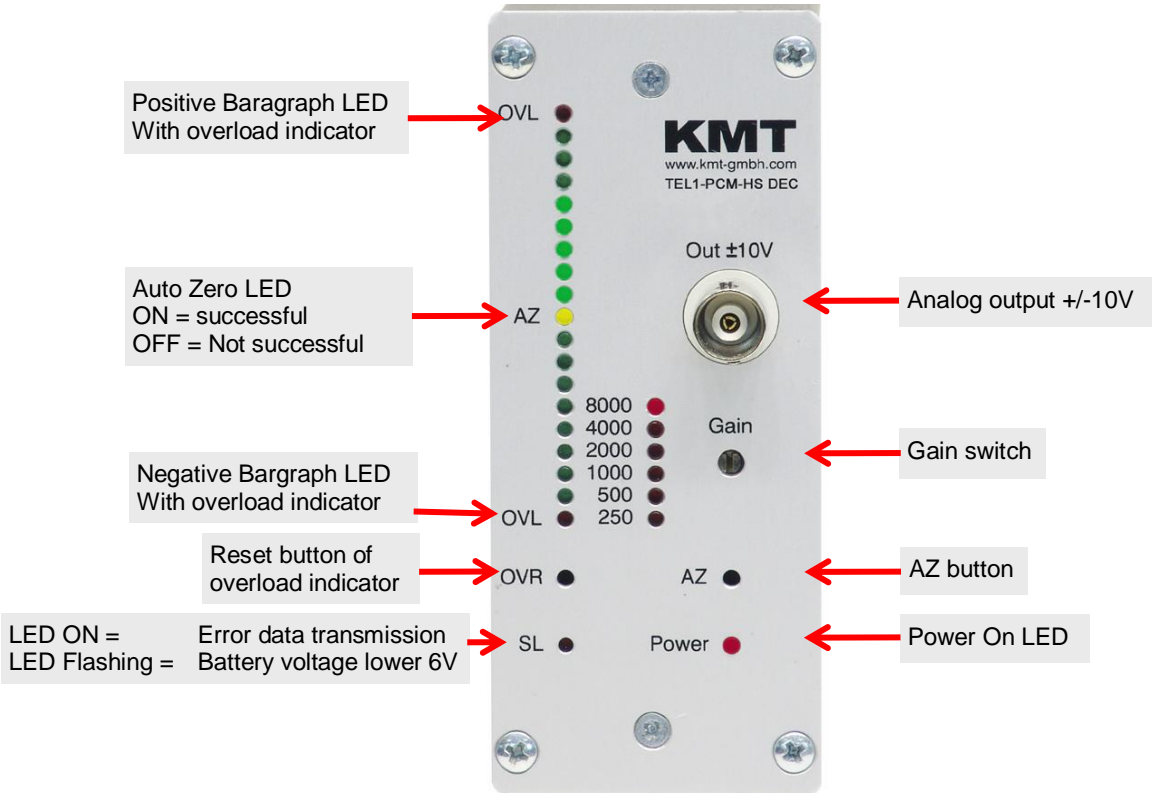 Positive Baragraph LED
With overload indicator
OVL
KMT
www.kmt-gmbh.com
TEL1-PCM-HS DEC
Out ±10V
Auto Zero LED
ON = successful
OFF = Not successful
AZ
Analog output +/-10V
8000
4000
2000
1000
500
250
Gain
Gain switch
Negative Bargraph LED
With overload indicator
OVL
Reset button of
overload indicator
OVR
AZ
AZ button
LED ON = Error data transmission
LED Flashing = Battery voltage lower 6V
SL
Power
Power On LED